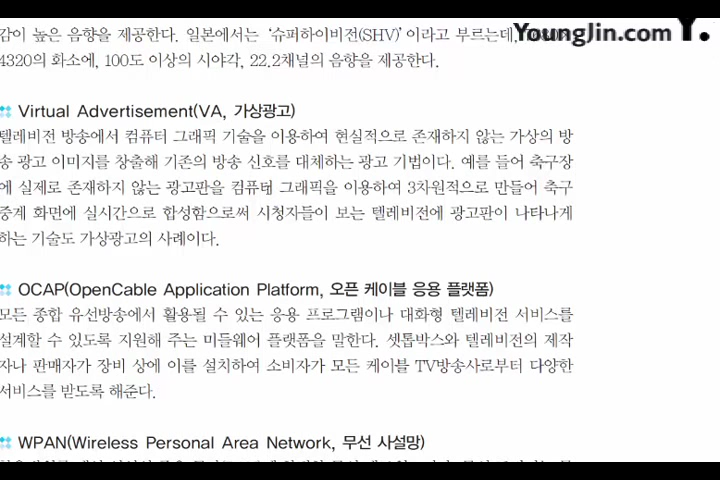 YoungJin.com Y.
감이 높은 음향을 제공한다. 일본에서는 ‘슈퍼하이비전(SHV)’이라고 부르는데,
4320의 화소에, 100도 이상의 시야각, 22.2채널의 음향을 제공한다.
Virtual Advertisement(VA, 가상광고)
텔레비전 방송에서 컴퓨터 그래픽 기술을 이용하여 현실적으로 존재하지 않는 가상의 방
송 광고 이미지를 창출해 기존의 방송 신호를 대체하는 광고 기법이다. 예를 들어 축구장
에 실제로 존재하지 않는 광고판을 컴퓨터 그래픽을 이용하여 3차원적으로 만들어 축구
중계 화면에 실시간으로 합성함으로써 시청자들이 보는 텔레비전에 광고판이 나타나게
하는 기술도 가상광고의 사례이다.
OCAP(OpenCable Application Platform, 오픈 케이블 응용 플랫폼)
모든 종합 유선방송에서 활용될 수 있는 응용 프로그램이나 대화형 텔레비전 서비스를
설계할 수 있도록 지원해 주는 미들웨어 플랫폼을 말한다. 셋톱박스와 텔레비전의 제작
자나 판매자가 장비 상에 이를 설치하여 소비자가 모든 케이블 TV방송사로부터 다양한
서비스를 받도록 해준다.
WPAN(Wireless Personal Area Network, 무선 사설망)